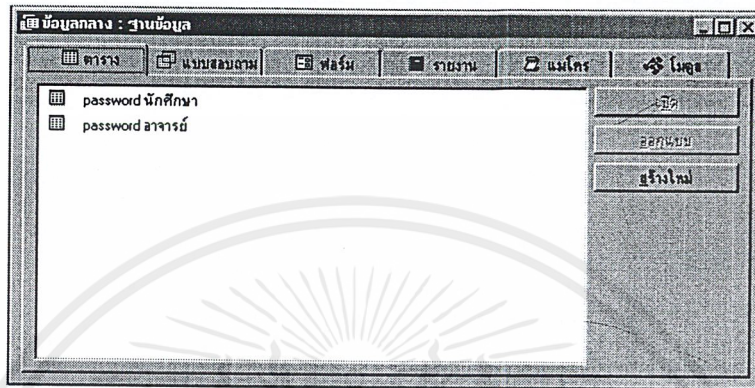 ข้อมูลกลาง : ฐานข้อมูล
ตาราง แบบสอบถาม ฟอร์ม รายงาน แมโคร โมดูล
password นักศึกษา
password อาจารย์
เปิด
ออกแบบ
สร้างใหม่